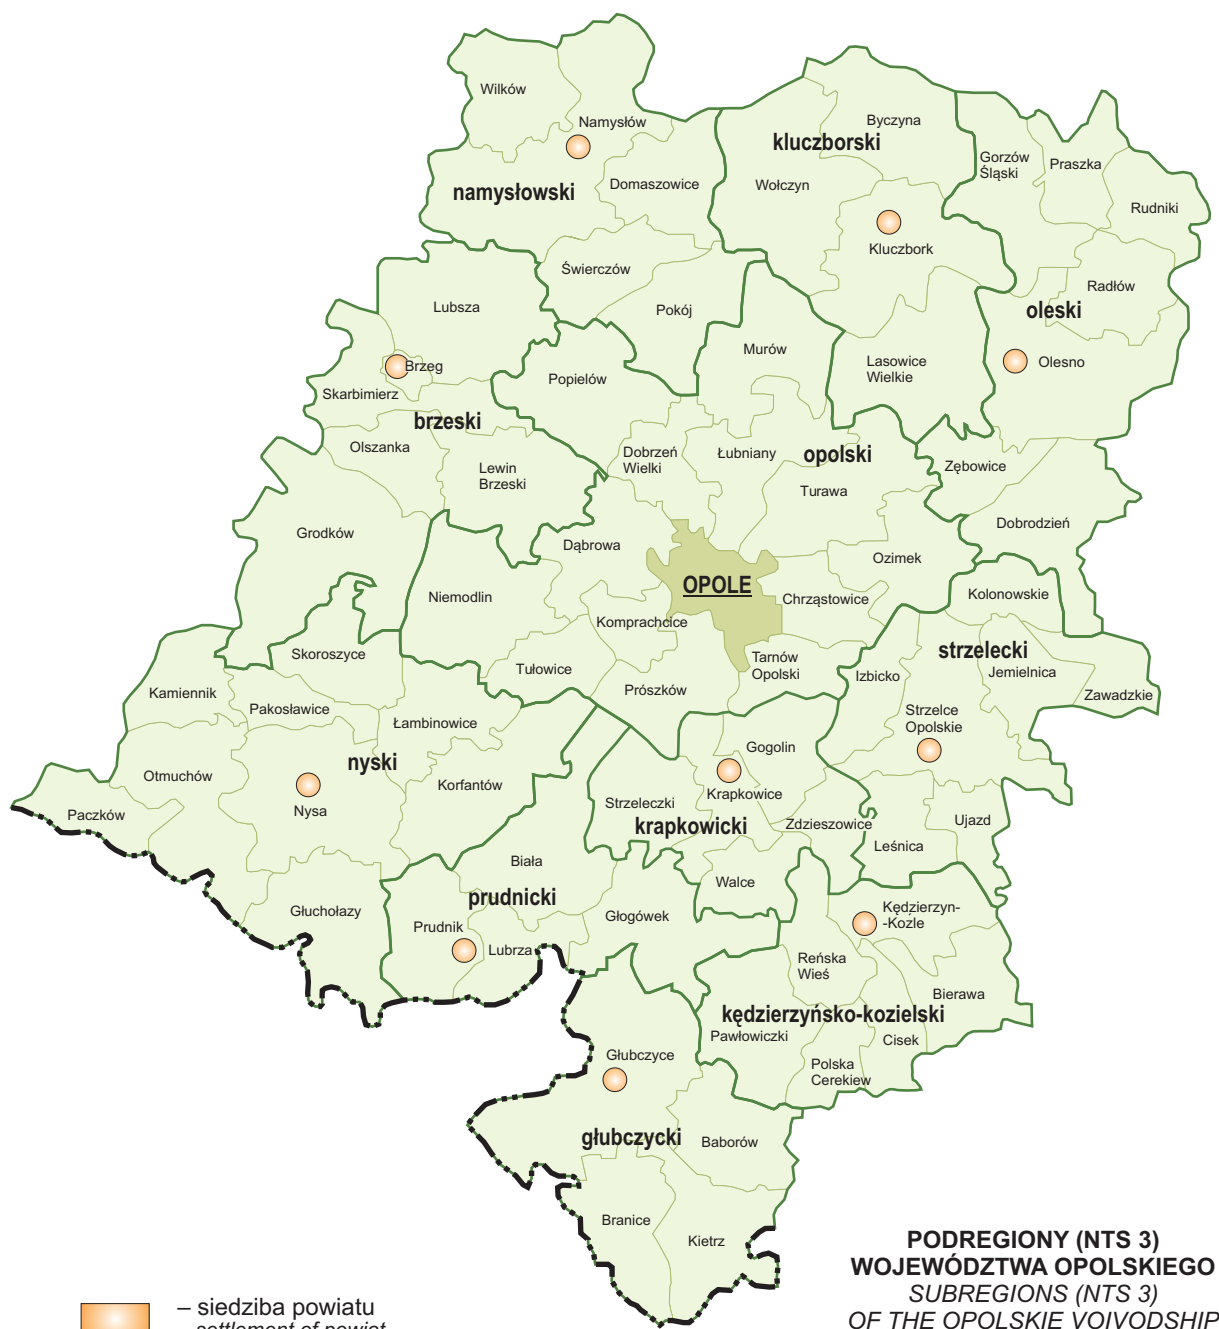 Wilków
Namysłów
namysłowski
Domaszowice
Świerczów
Pokój
kluczborski
Byczyna
Wołczyn
Kluczbork
Lasowice
Wielkie
Gorzów
Śląski
Praszka
Rudniki
Radłów
oleski
Olesno
Zębowice
Dobrodzień
Lubsza
Brzeg
Skarbimierz
brzeski
Olszanka
Lewin
Brzeski
Grodków
Popielów
Murów
Dobrzeń
Wielki
Łubniany
opolski
Turawa
Dąbrowa
OPOLE
Ozimek
Chrząstowice
Niemodlin
Komprachcice
Tułowice
Prószków
Tarnów
Opolski
Kolonowskie
strzelecki
Izbicko
Jemielnica
Zawadzkie
Strzelce
Opolskie
Leśnica
Ujazd
Skoroszyce
Kamiennik
Pakosławice
Łambinowice
nyski
Otmuchów
Nysa
Korfantów
Paczków
Głuchołazy
Gogolin
Krapkowice
Strzeleczki
krapkowicki
Zdzieszowice
Walce
Biała
prudnicki
Prudnik
Lubrza
Głogówek
Kędzierzyn-
-Kozle
Reńska
Wieś
Bierawa
kędzierzyńsko-kozielski
Pawłowiczki
Cisek
Polska
Cerekiew
Głubczyce
głubczycki
Baborów
Branice
Kietrz
PODREGIONY (NTS 3)
WOJEWÓDZTWA OPOLSKIEGO
SUBREGIONS (NTS 3)
OF THE OPOLSKIE VOIVODSHIP
– siedziba powiatu
settlement of powiat